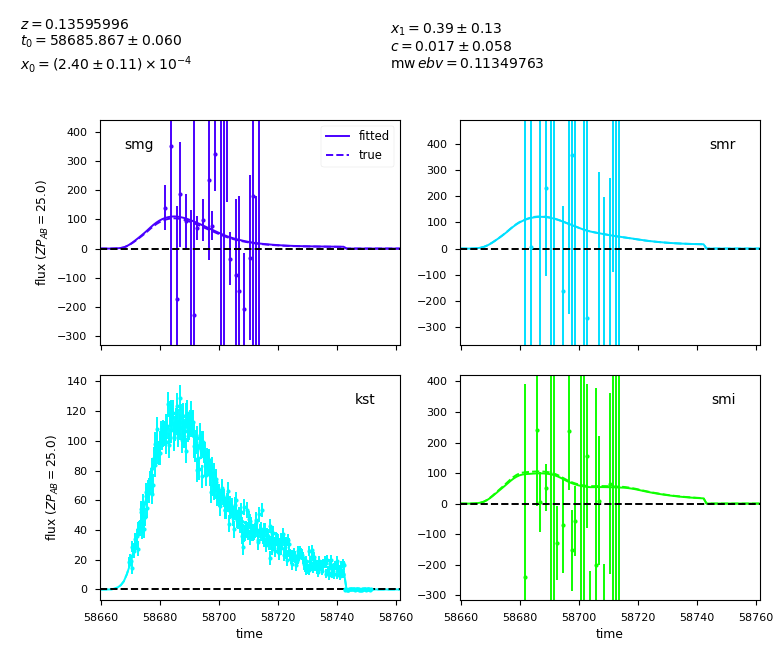 z = 0.13595996
t₀ = 58685.867 ± 0.060
x₀ = (2.40 ± 0.11) × 10⁻⁴
x₁ = 0.39 ± 0.13
c = 0.017 ± 0.058
mw ebv = 0.11349763
smg
fitted
true
flux (ZP_AB = 25.0)
400
300
200
100
0
−100
−200
−300
smr
400
300
200
100
0
−100
−200
−300
kst
flux (ZP_AB = 25.0)
140
120
100
80
60
40
20
0
58660 58680 58700 58720 58740 58760
time
smi
400
300
200
100
0
−100
−200
−300
58660 58680 58700 58720 58740 58760
time